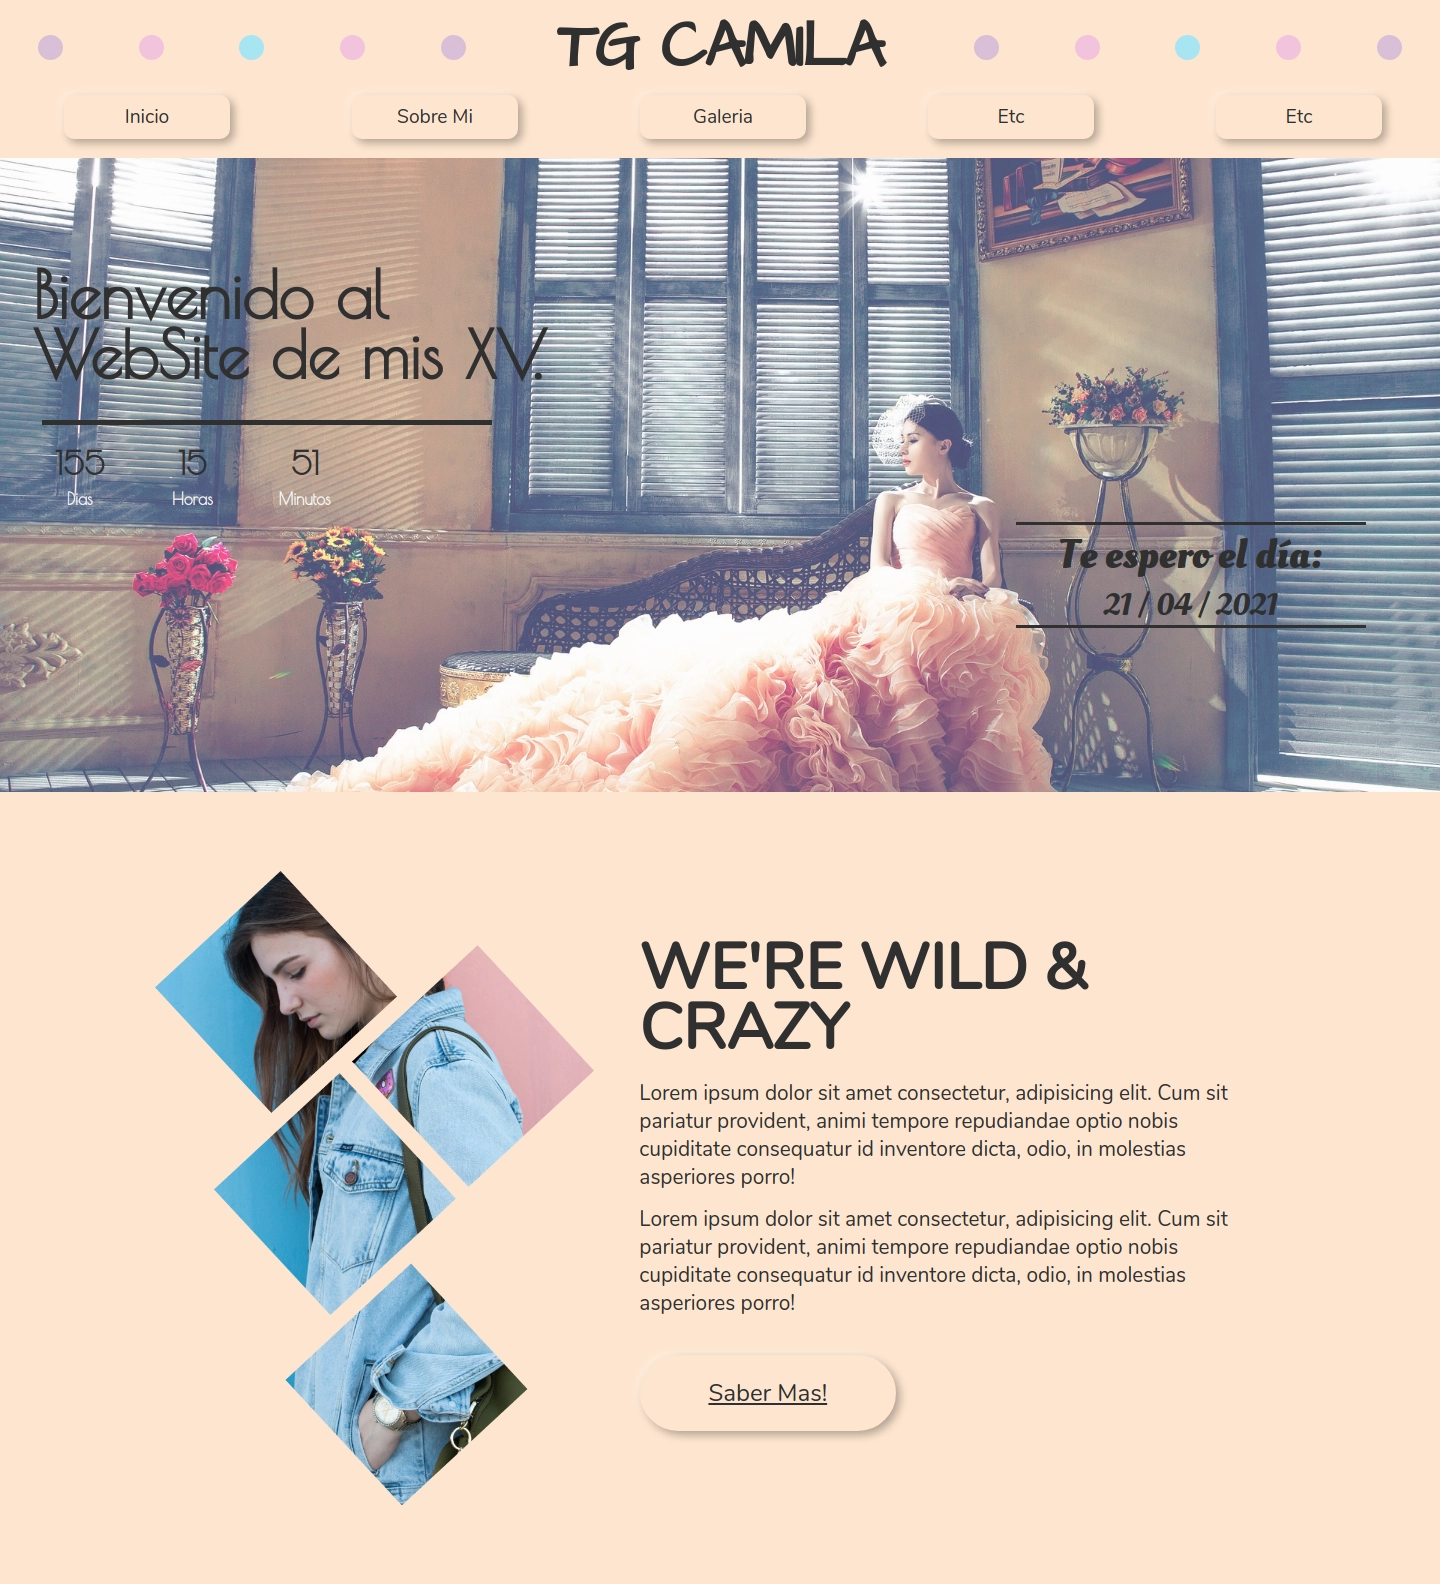 TG CAMILA
Inicio
Sobre Mi
Galeria
Etc
Etc
Bienvenido al
WebSite de mis XV.
155
15
51
Días
Horas
Minutos
Te espero el día:
21 / 04 / 2021
WE'RE WILD &
CRAZY
Lorem ipsum dolor sit amet consectetur, adipisicing elit. Cum sit
pariatur provident, animi tempore repudiandae optio nobis
cupiditate consequatur id inventore dicta, odio, in molestias
asperiores porro!
Lorem ipsum dolor sit amet consectetur, adipisicing elit. Cum sit
pariatur provident, animi tempore repudiandae optio nobis
cupiditate consequatur id inventore dicta, odio, in molestias
asperiores porro!
Saber Mas!